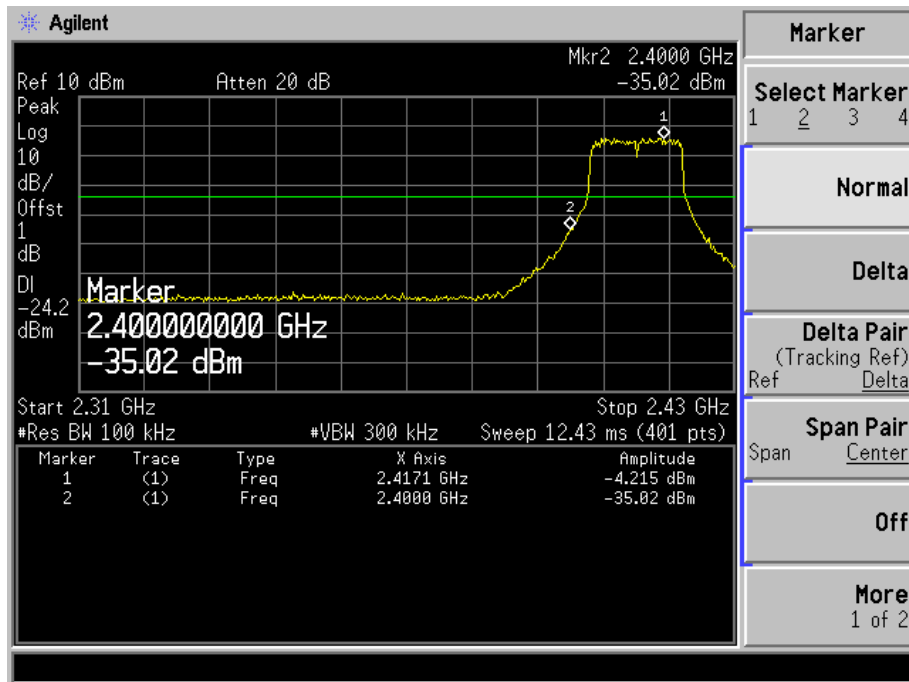 Agilent
Mkr2 2.4000 GHz
Ref 10 dBm Atten 20 dB -35.02 dBm
Peak
Log
10
dB/
Offst
1
dB
DI
-24.2
dBm
1
2
Marker
2.400000000 GHz
-35.02 dBm
Start 2.31 GHz Stop 2.43 GHz
#Res BW 100 kHz #VBW 300 kHz Sweep 12.43 ms (401 pts)
Marker Trace Type X Axis Amplitude
1 (1) Freq 2.4171 GHz -4.215 dBm
2 (1) Freq 2.4000 GHz -35.02 dBm
Marker
Select Marker
1 2 3 4
Normal
Delta
Delta Pair
(Tracking Ref)
Ref Delta
Span Pair
Span Center
Off
More
1 of 2